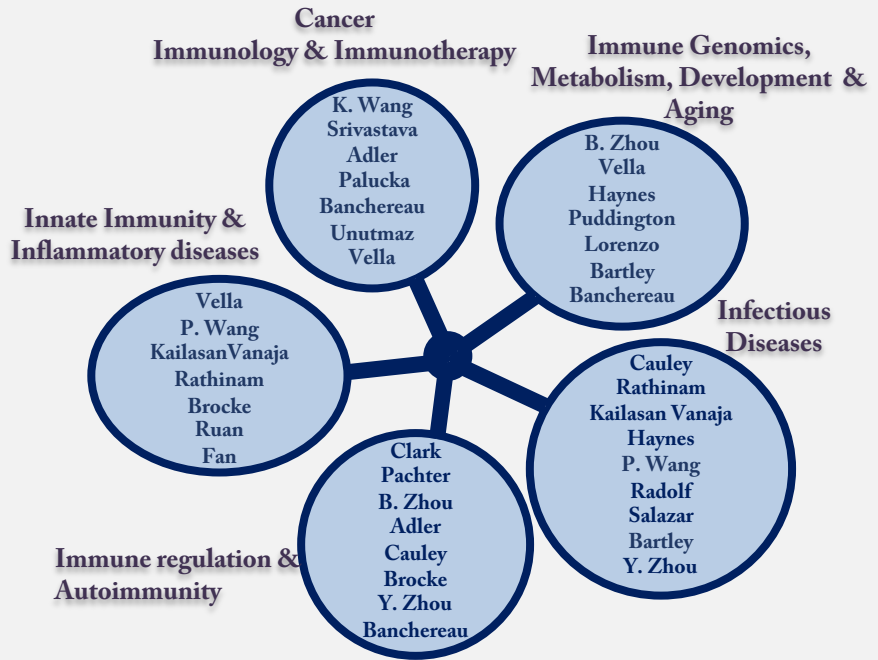 Cancer
Immunology & Immunotherapy
K. Wang
Srivastava
Adler
Palucka
Banchereau
Unutmaz
Vella
Immune Genomics,
Metabolism, Development &
Aging
B. Zhou
Vella
Haynes
Puddington
Lorenzo
Bartley
Banchereau
Innate Immunity &
Inflammatory diseases
Vella
P. Wang
KailasanVanaja
Rathinam
Brocke
Ruan
Fan
Infectious
Diseases
Cauley
Rathinam
Kailasan Vanaja
Haynes
P. Wang
Radolf
Salazar
Bartley
Y. Zhou
Immune regulation &
Autoimmunity
Clark
Pachter
B. Zhou
Adler
Cauley
Brocke
Y. Zhou
Banchereau